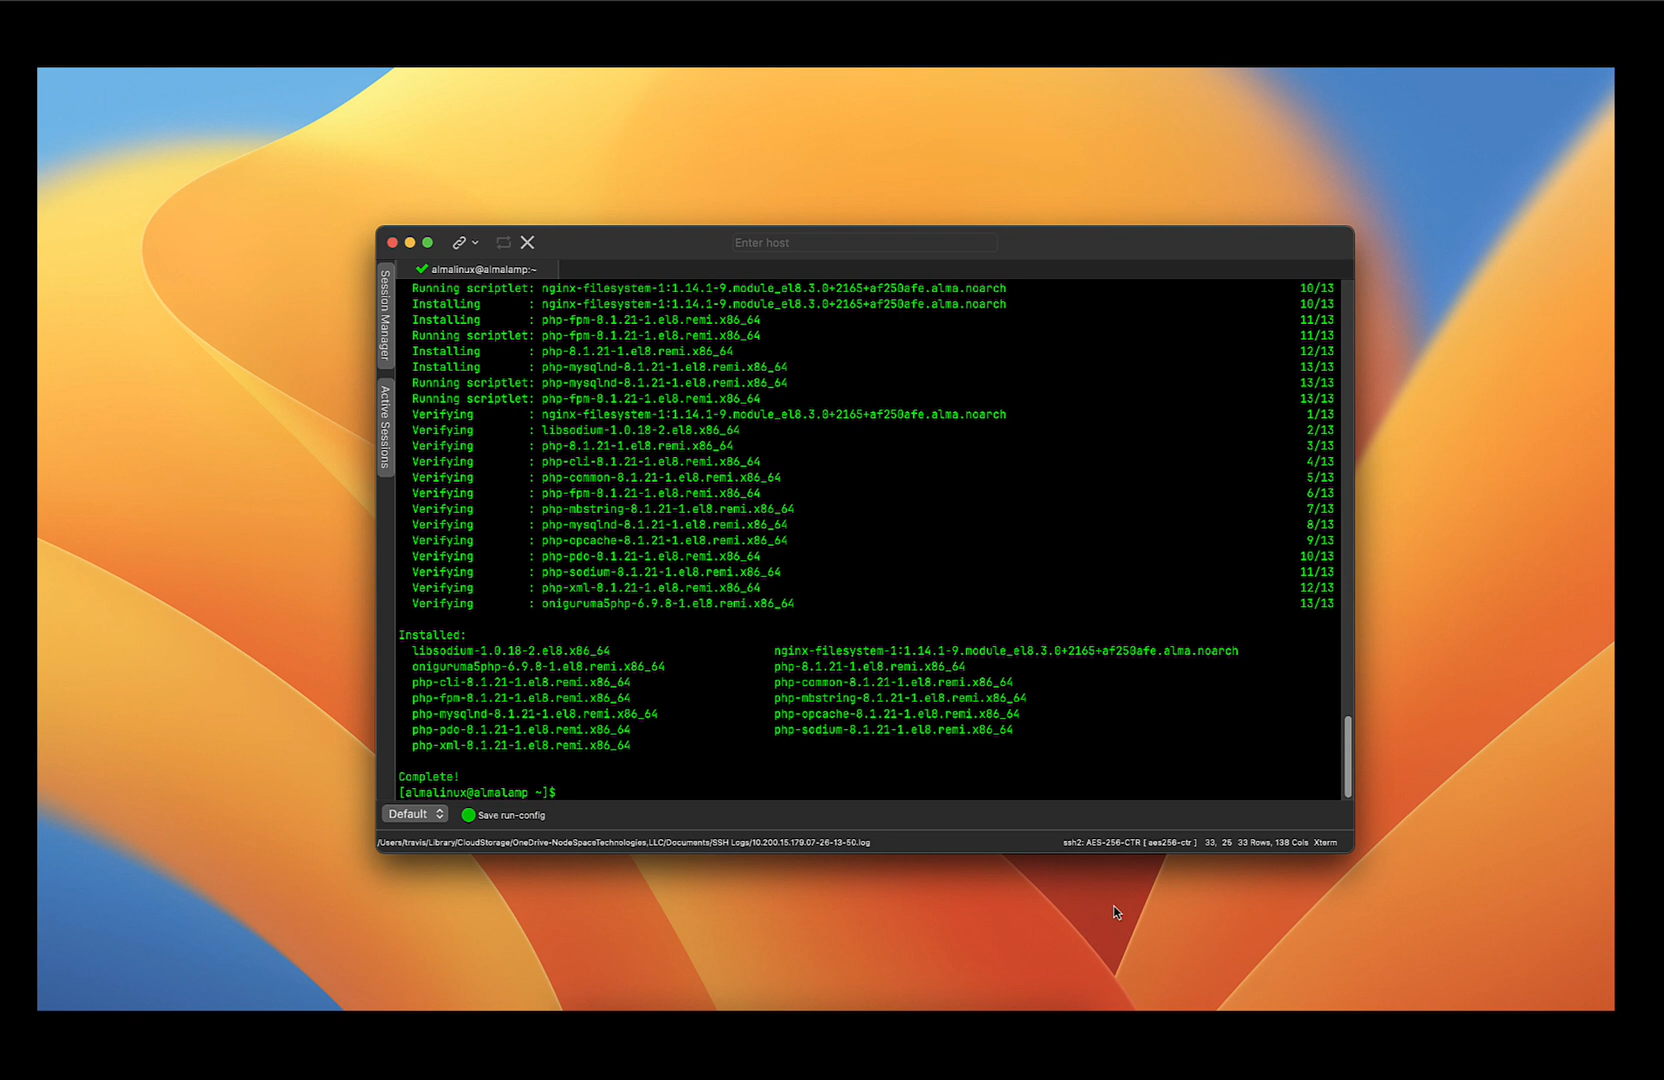 Enter host
almalinux@almalamp:~
Session Manager
Active Sessions
Running scriptlet: nginx-filesystem-1:1.14.1-9.module_el8.3.0+2165+af250afe.alma.noarch 10/13
Installing : nginx-filesystem-1:1.14.1-9.module_el8.3.0+2165+af250afe.alma.noarch 10/13
Installing : php-fpm-8.1.21-1.el8.remi.x86_64 11/13
Running scriptlet: php-fpm-8.1.21-1.el8.remi.x86_64 11/13
Installing : php-8.1.21-1.el8.remi.x86_64 12/13
Installing : php-mysqlnd-8.1.21-1.el8.remi.x86_64 13/13
Running scriptlet: php-mysqlnd-8.1.21-1.el8.remi.x86_64 13/13
Running scriptlet: php-fpm-8.1.21-1.el8.remi.x86_64 13/13
Verifying : nginx-filesystem-1:1.14.1-9.module_el8.3.0+2165+af250afe.alma.noarch 1/13
Verifying : libsodium-1.0.18-2.el8.x86_64 2/13
Verifying : php-8.1.21-1.el8.remi.x86_64 3/13
Verifying : php-cli-8.1.21-1.el8.remi.x86_64 4/13
Verifying : php-common-8.1.21-1.el8.remi.x86_64 5/13
Verifying : php-fpm-8.1.21-1.el8.remi.x86_64 6/13
Verifying : php-mbstring-8.1.21-1.el8.remi.x86_64 7/13
Verifying : php-mysqlnd-8.1.21-1.el8.remi.x86_64 8/13
Verifying : php-opcache-8.1.21-1.el8.remi.x86_64 9/13
Verifying : php-pdo-8.1.21-1.el8.remi.x86_64 10/13
Verifying : php-sodium-8.1.21-1.el8.remi.x86_64 11/13
Verifying : php-xml-8.1.21-1.el8.remi.x86_64 12/13
Verifying : oniguruma5php-6.9.8-1.el8.remi.x86_64 13/13
Installed:
libsodium-1.0.18-2.el8.x86_64 nginx-filesystem-1:1.14.1-9.module_el8.3.0+2165+af250afe.alma.noarch
oniguruma5php-6.9.8-1.el8.remi.x86_64 php-8.1.21-1.el8.remi.x86_64
php-cli-8.1.21-1.el8.remi.x86_64 php-common-8.1.21-1.el8.remi.x86_64
php-fpm-8.1.21-1.el8.remi.x86_64 php-mbstring-8.1.21-1.el8.remi.x86_64
php-mysqlnd-8.1.21-1.el8.remi.x86_64 php-opcache-8.1.21-1.el8.remi.x86_64
php-pdo-8.1.21-1.el8.remi.x86_64 php-sodium-8.1.21-1.el8.remi.x86_64
php-xml-8.1.21-1.el8.remi.x86_64
Complete!
[almalinux@almalamp ~]$
Default Save run-config
/Users/travis/Library/CloudStorage/OneDrive-NodeSpaceTechnologies,LLC/Documents/SSH Logs/10.200.15.179.07-26-13-50.log ssh2: AES-256-CTR [ aes256-ctr ] 33, 25 33 Rows, 138 Cols Xterm